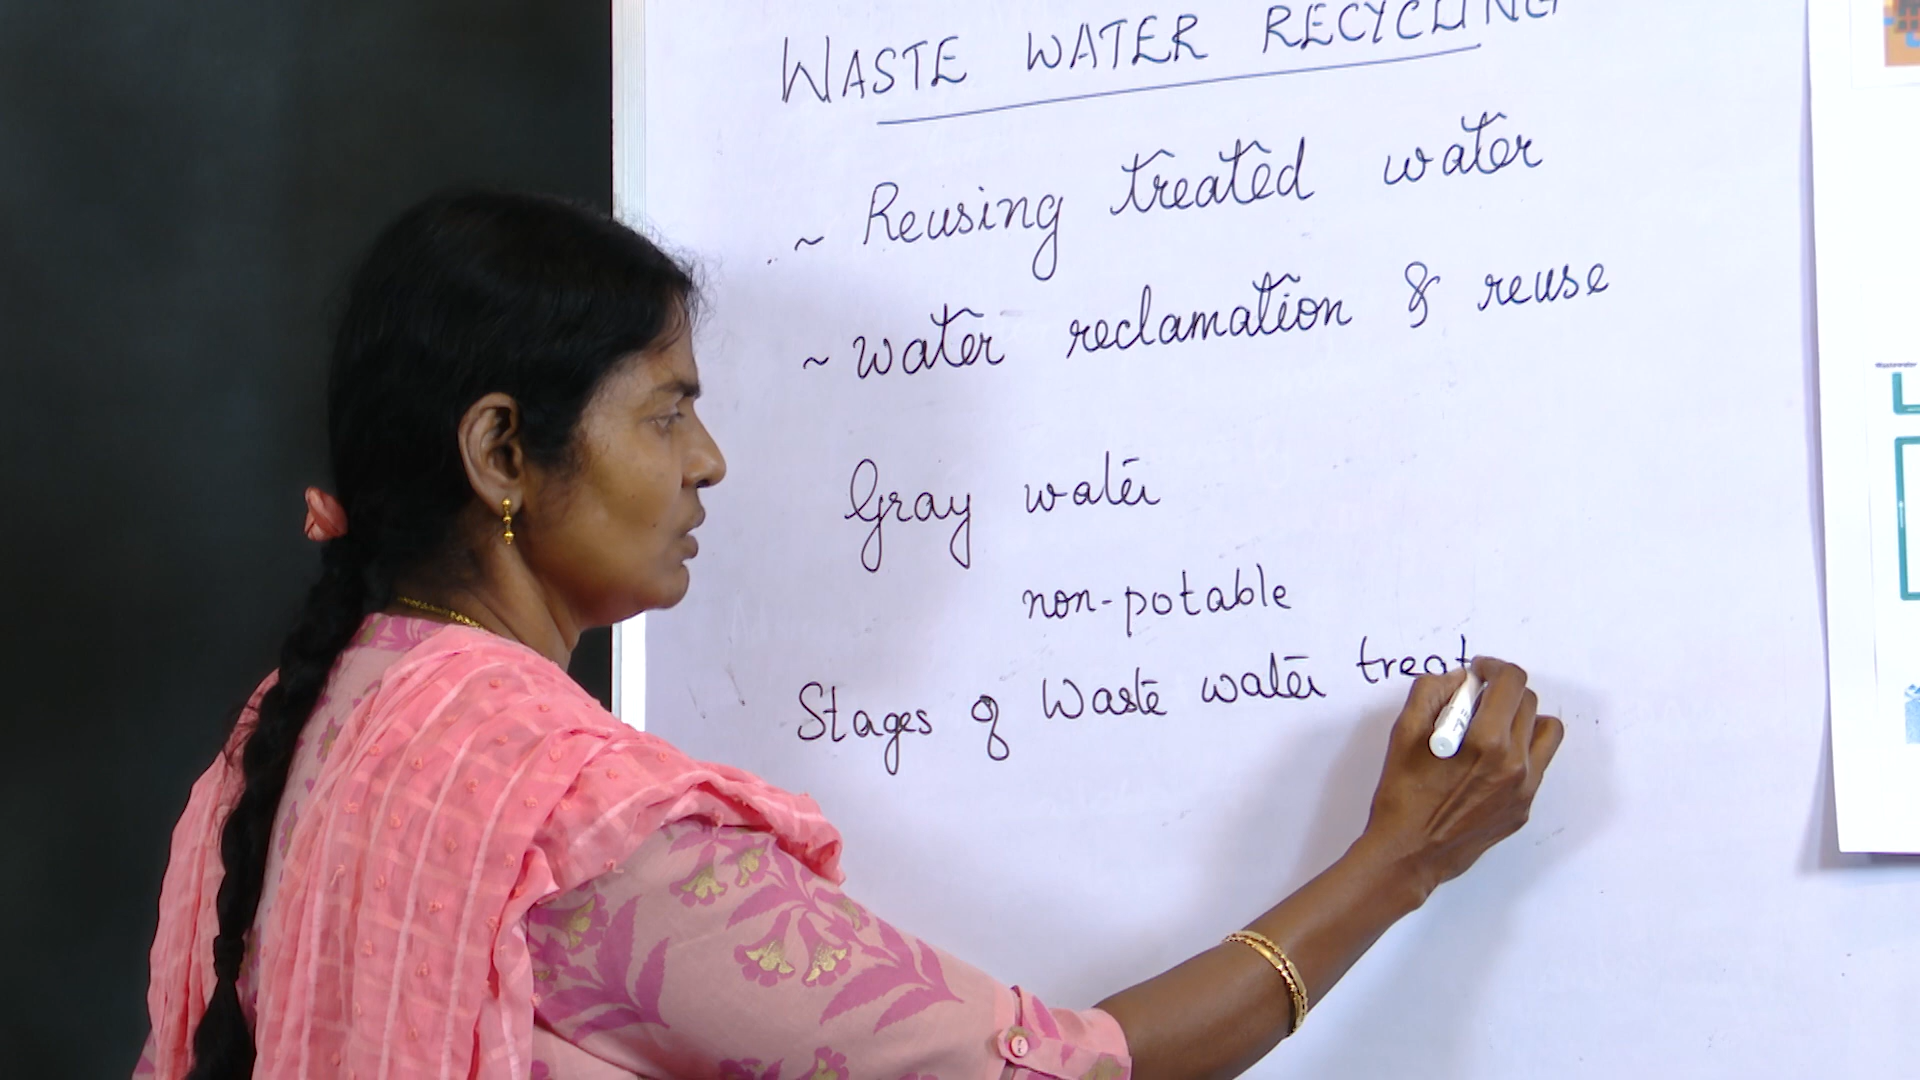 WASTE WATER RECYCLING
~ Reusing treated water
~ water reclamation & reuse
Gray water
non-potable
Stages of Waste water treat